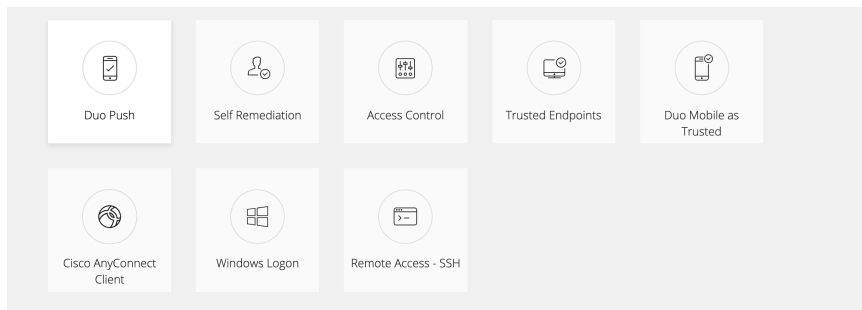 Duo Push
Self Remediation
Access Control
Trusted Endpoints
Duo Mobile as
Trusted
Cisco AnyConnect
Client
Windows Logon
Remote Access - SSH